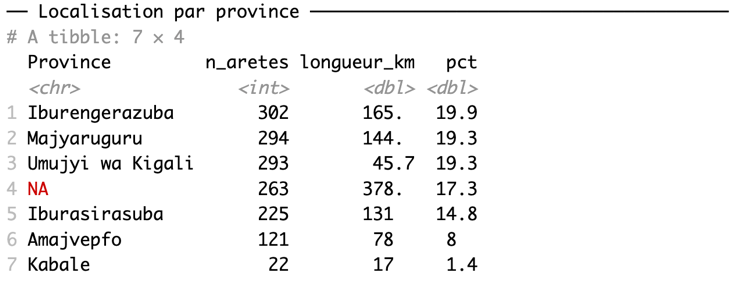 ── Localisation par province ──────────────────────────
# A tibble: 7 × 4
Province n_aretes longueur_km pct
<chr> <int> <dbl> <dbl>
1 Iburengerazuba 302 165. 19.9
2 Majyaruguru 294 144. 19.3
3 Umujyi wa Kigali 293 45.7 19.3
4 NA 263 378. 17.3
5 Iburasirasuba 225 131 14.8
6 Amajvepfo 121 78 8
7 Kabale 22 17 1.4